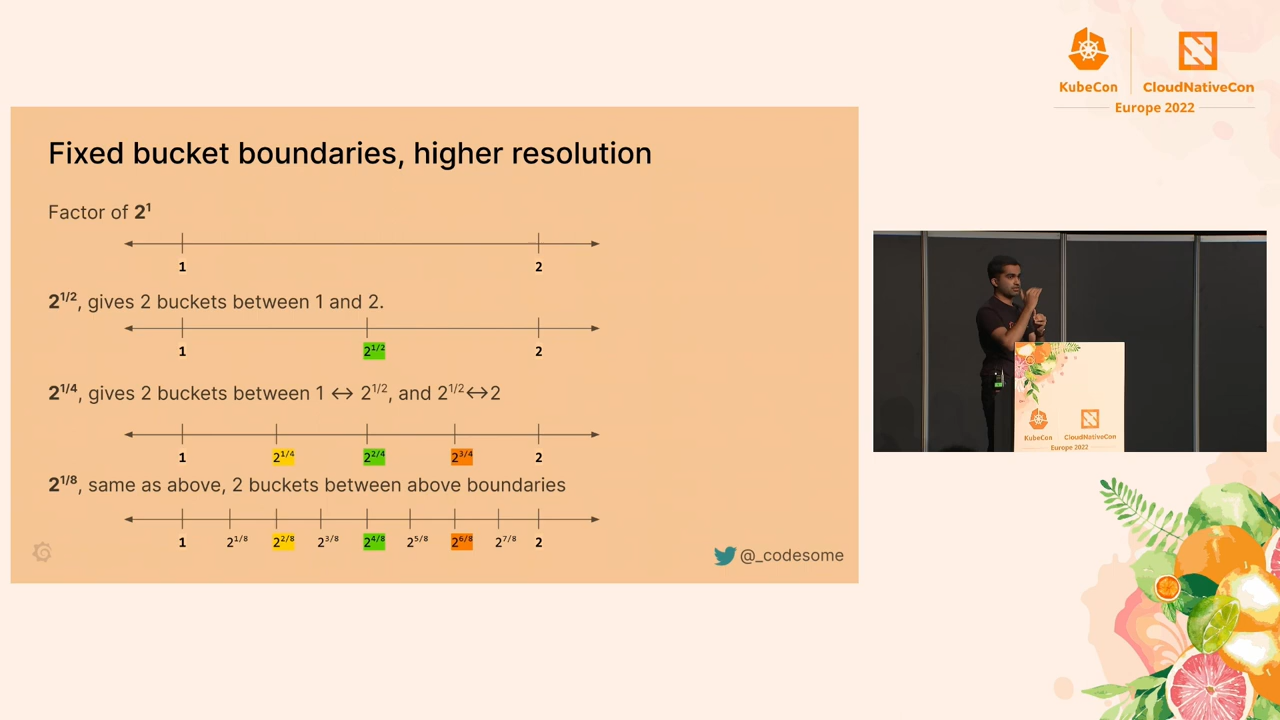 KubeCon
CloudNativeCon
Europe 2022
Fixed bucket boundaries, higher resolution
Factor of 2¹
1 2
2^1/2, gives 2 buckets between 1 and 2.
1 2^1/2 2
2^1/4, gives 2 buckets between 1 ↔ 2^1/2, and 2^1/2↔2
1 2^1/4 2^2/4 2^3/4 2
2^1/8, same as above, 2 buckets between above boundaries
1 2^1/8 2^2/8 2^3/8 2^4/8 2^5/8 2^6/8 2^7/8 2
@_codesome
KubeCon
CloudNativeCon
Europe 2022